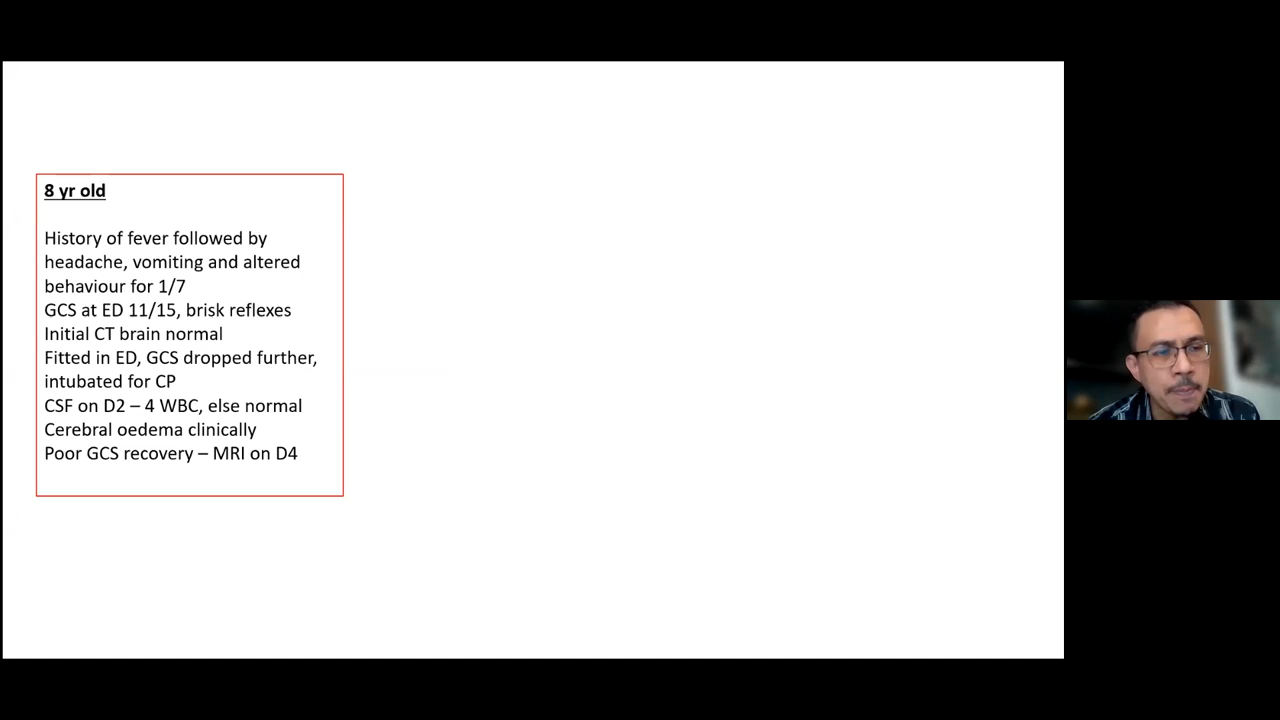 8 yr old
History of fever followed by
headache, vomiting and altered
behaviour for 1/7
GCS at ED 11/15, brisk reflexes
Initial CT brain normal
Fitted in ED, GCS dropped further,
intubated for CP
CSF on D2 – 4 WBC, else normal
Cerebral oedema clinically
Poor GCS recovery – MRI on D4